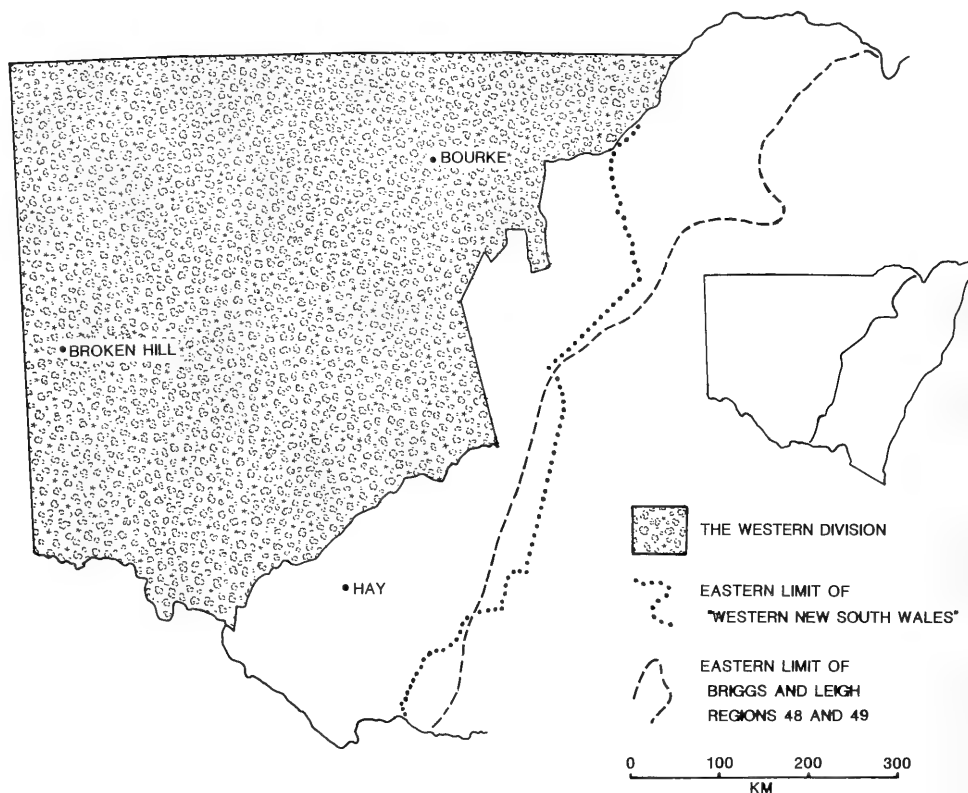 BOURKE
BROKEN HILL
HAY
THE WESTERN DIVISION
EASTERN LIMIT OF
"WESTERN NEW SOUTH WALES"
EASTERN LIMIT OF
BRIGGS AND LEIGH
REGIONS 48 AND 49
0 100 200 300
KM